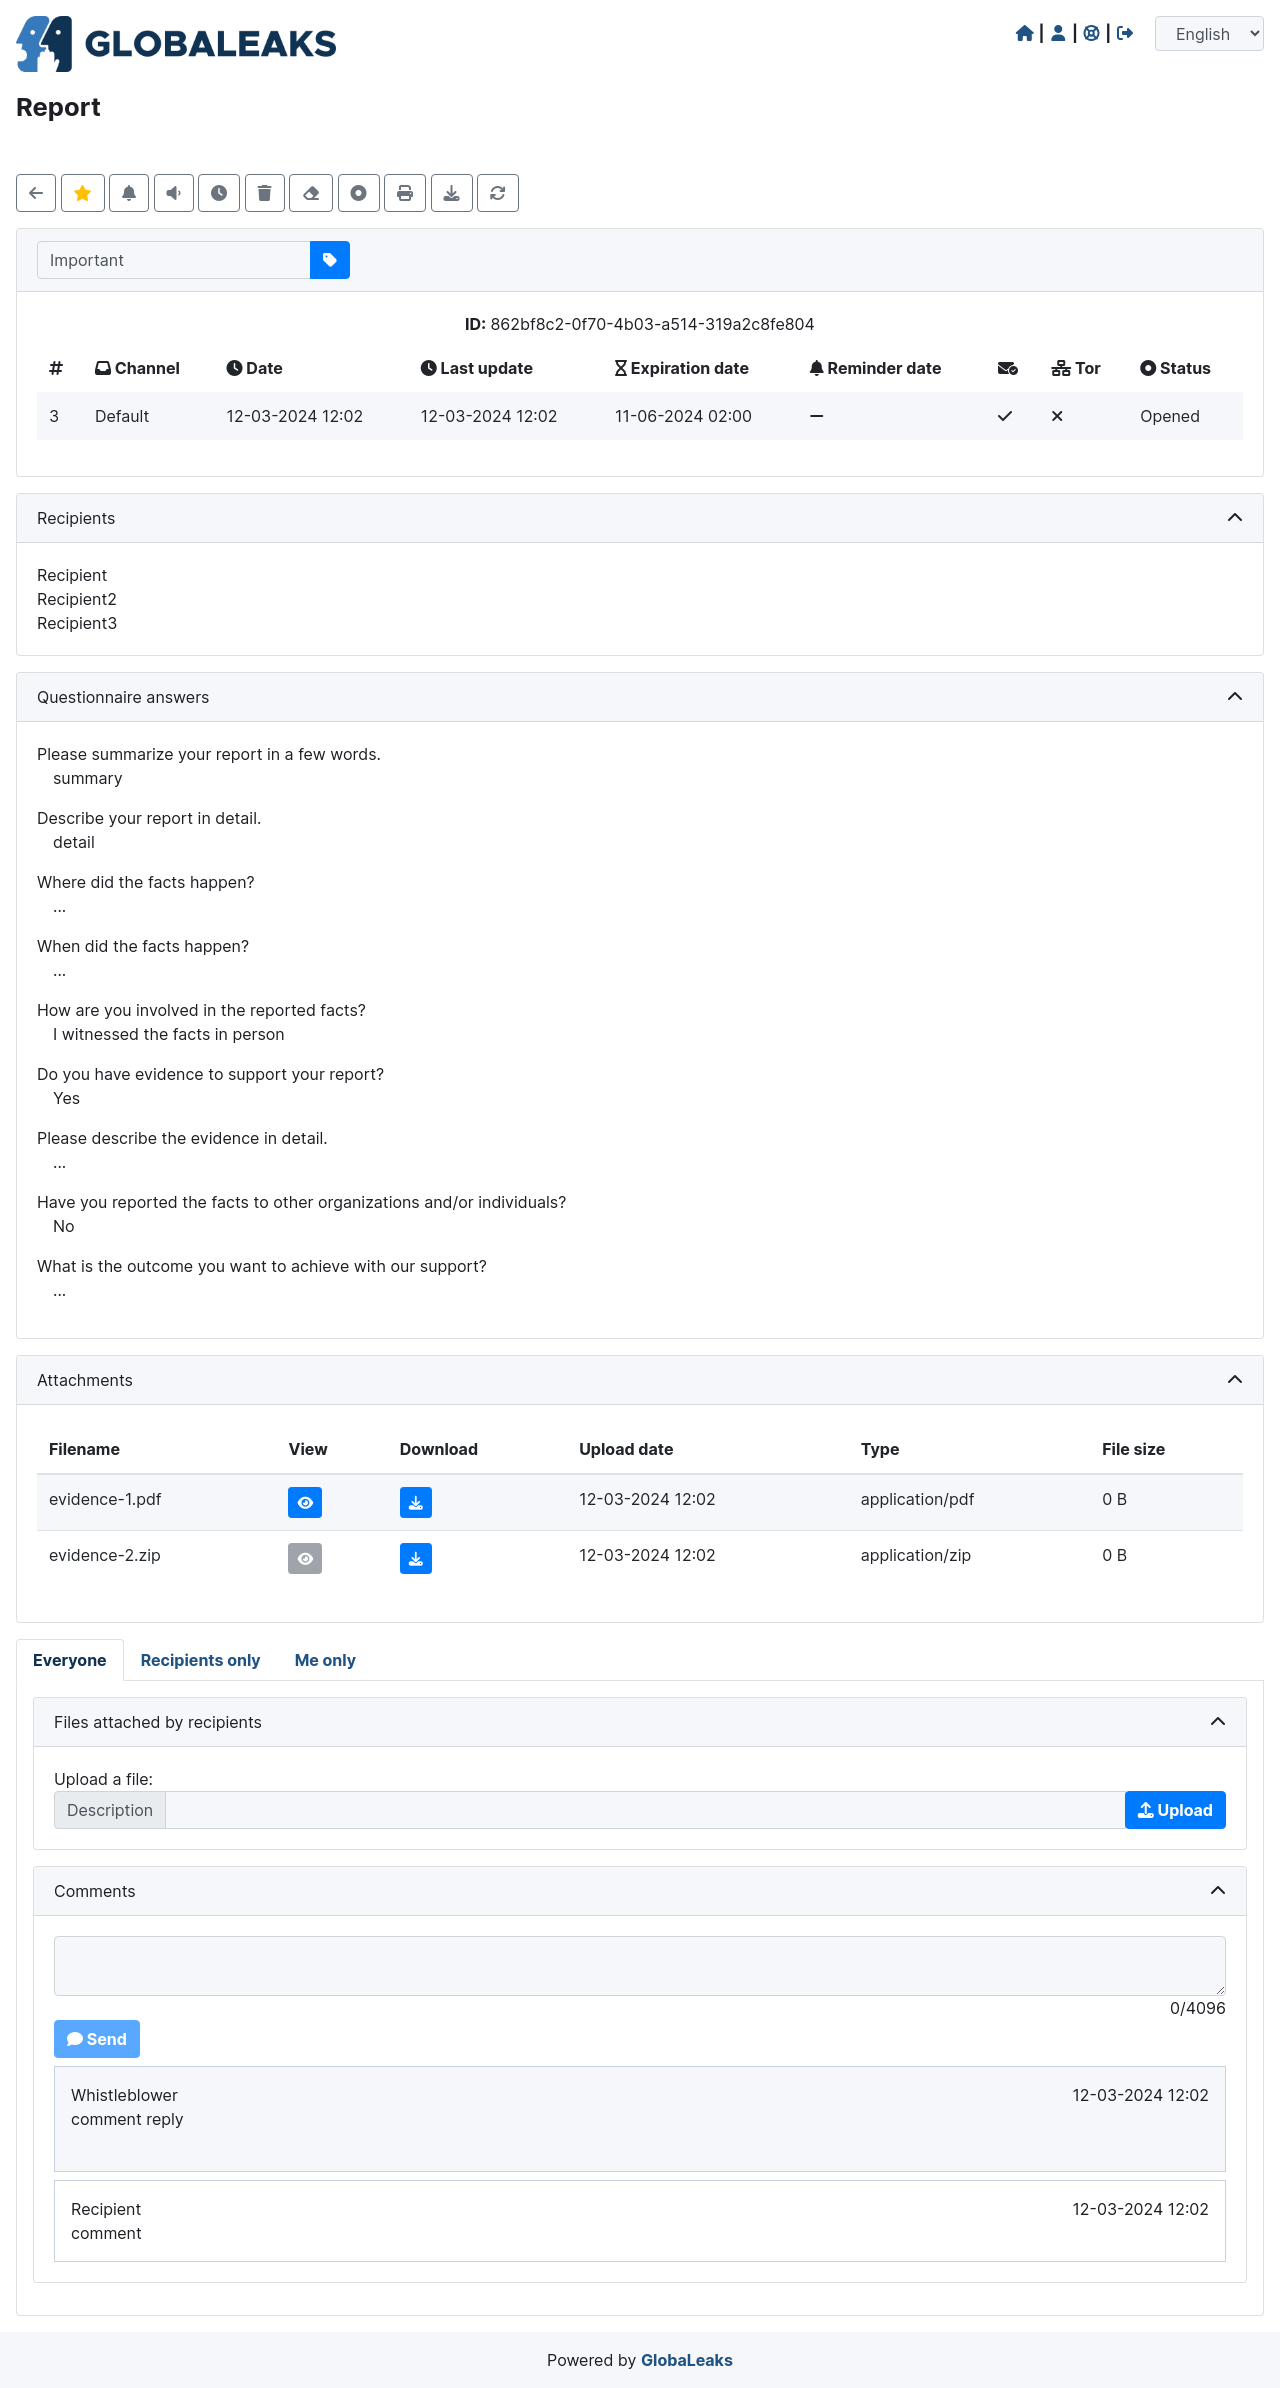 GLOBALEAKS
English
Report
Important
ID: 862bf8c2-0f70-4b03-a514-319a2c8fe804
# Channel Date Last update Expiration date Reminder date Tor Status
3 Default 12-03-2024 12:02 12-03-2024 12:02 11-06-2024 02:00 — Opened
Recipients
Recipient
Recipient2
Recipient3
Questionnaire answers
Please summarize your report in a few words.
summary
Describe your report in detail.
detail
Where did the facts happen?
...
When did the facts happen?
...
How are you involved in the reported facts?
I witnessed the facts in person
Do you have evidence to support your report?
Yes
Please describe the evidence in detail.
...
Have you reported the facts to other organizations and/or individuals?
No
What is the outcome you want to achieve with our support?
...
Attachments
Filename View Download Upload date Type File size
evidence-1.pdf 12-03-2024 12:02 application/pdf 0 B
evidence-2.zip 12-03-2024 12:02 application/zip 0 B
Everyone Recipients only Me only
Files attached by recipients
Upload a file:
Description Upload
Comments
0/4096
Send
Whistleblower 12-03-2024 12:02
comment reply
Recipient 12-03-2024 12:02
comment
Powered by GlobaLeaks